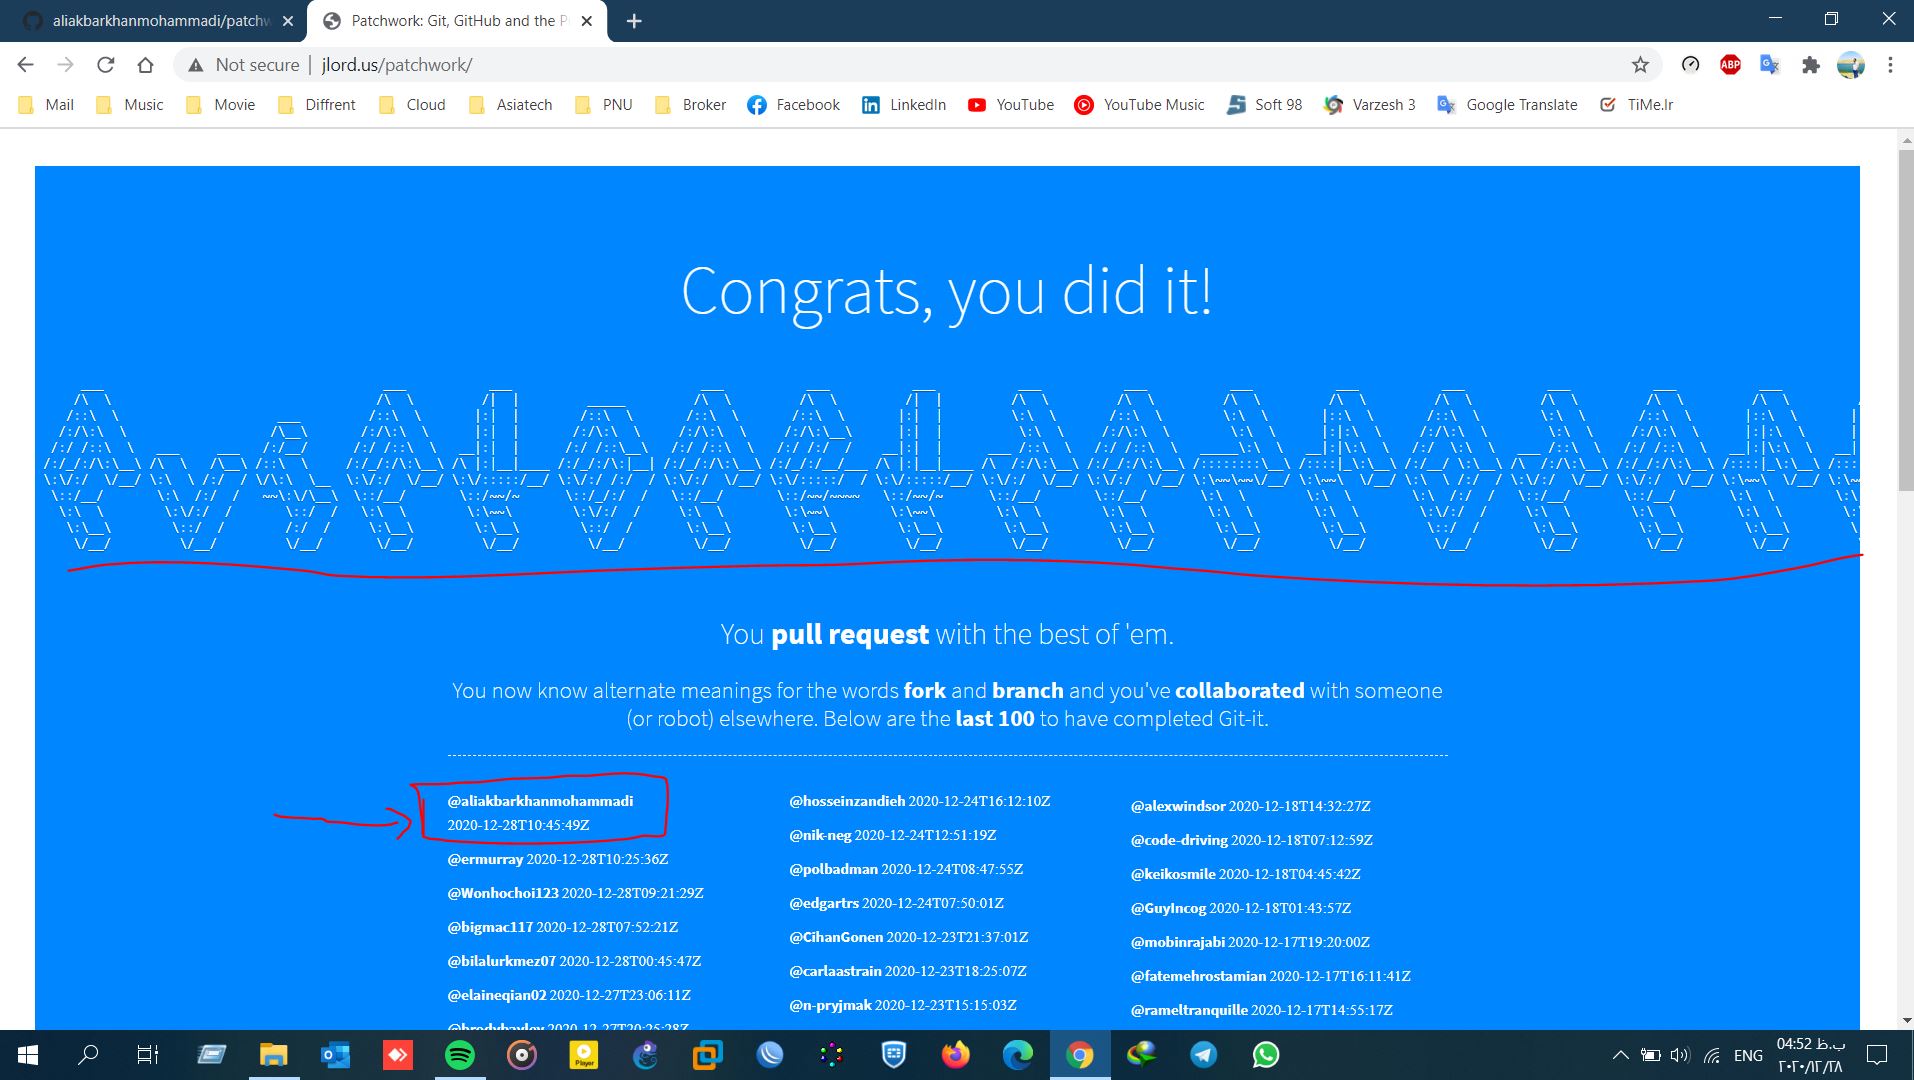 aliakbarkhanmohammadi/patchw
Patchwork: Git, GitHub and the P
Not secure
jlord.us/patchwork/
ABP
Mail
Music
Movie
Diffrent
Cloud
Asiatech
PNU
Broker
Facebook
LinkedIn
YouTube
YouTube Music
Soft 98
Varzesh 3
Google Translate
TiMe.Ir
Congrats, you did it!
You pull request with the best of 'em.
You now know alternate meanings for the words fork and branch and you've collaborated with someone
(or robot) elsewhere. Below are the last 100 to have completed Git-it.
@aliakbarkhanmohammadi
2020-12-28T10:45:49Z
@ermurray 2020-12-28T10:25:36Z
@Wonhochoi123 2020-12-28T09:21:29Z
@bigmac117 2020-12-28T07:52:21Z
@bilalurkmez07 2020-12-28T00:45:47Z
@elaineqian02 2020-12-27T23:06:11Z
@brodybayley 2020-12-27T20:25:28Z
@hosseinzandieh 2020-12-24T16:12:10Z
@nik-neg 2020-12-24T12:51:19Z
@polbadman 2020-12-24T08:47:55Z
@edgartrs 2020-12-24T07:50:01Z
@CihanGonen 2020-12-23T21:37:01Z
@carlaastrain 2020-12-23T18:25:07Z
@n-pryjmak 2020-12-23T15:15:03Z
@alexwindsor 2020-12-18T14:32:27Z
@code-driving 2020-12-18T07:12:59Z
@keikosmile 2020-12-18T04:45:42Z
@GuyIncog 2020-12-18T01:43:57Z
@mobinrajabi 2020-12-17T19:20:00Z
@fatemehrostamian 2020-12-17T16:11:41Z
@rameltranquille 2020-12-17T14:55:17Z
Player
ENG
04:52 ب.ظ
۲۰۲۰/۱۲/۲۸